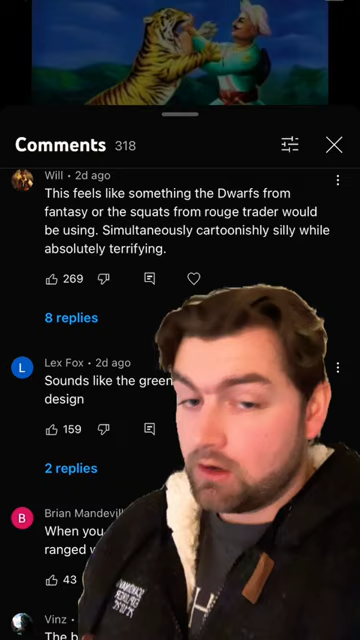 Comments 318
Will • 2d ago
This feels like something the Dwarfs from
fantasy or the squats from rouge trader would
be using. Simultaneously cartoonishly silly while
absolutely terrifying.
269
8 replies
L Lex Fox • 2d ago
Sounds like the green
design
159
2 replies
B Brian Mandevill
When you
ranged
43
Vinz •
The b